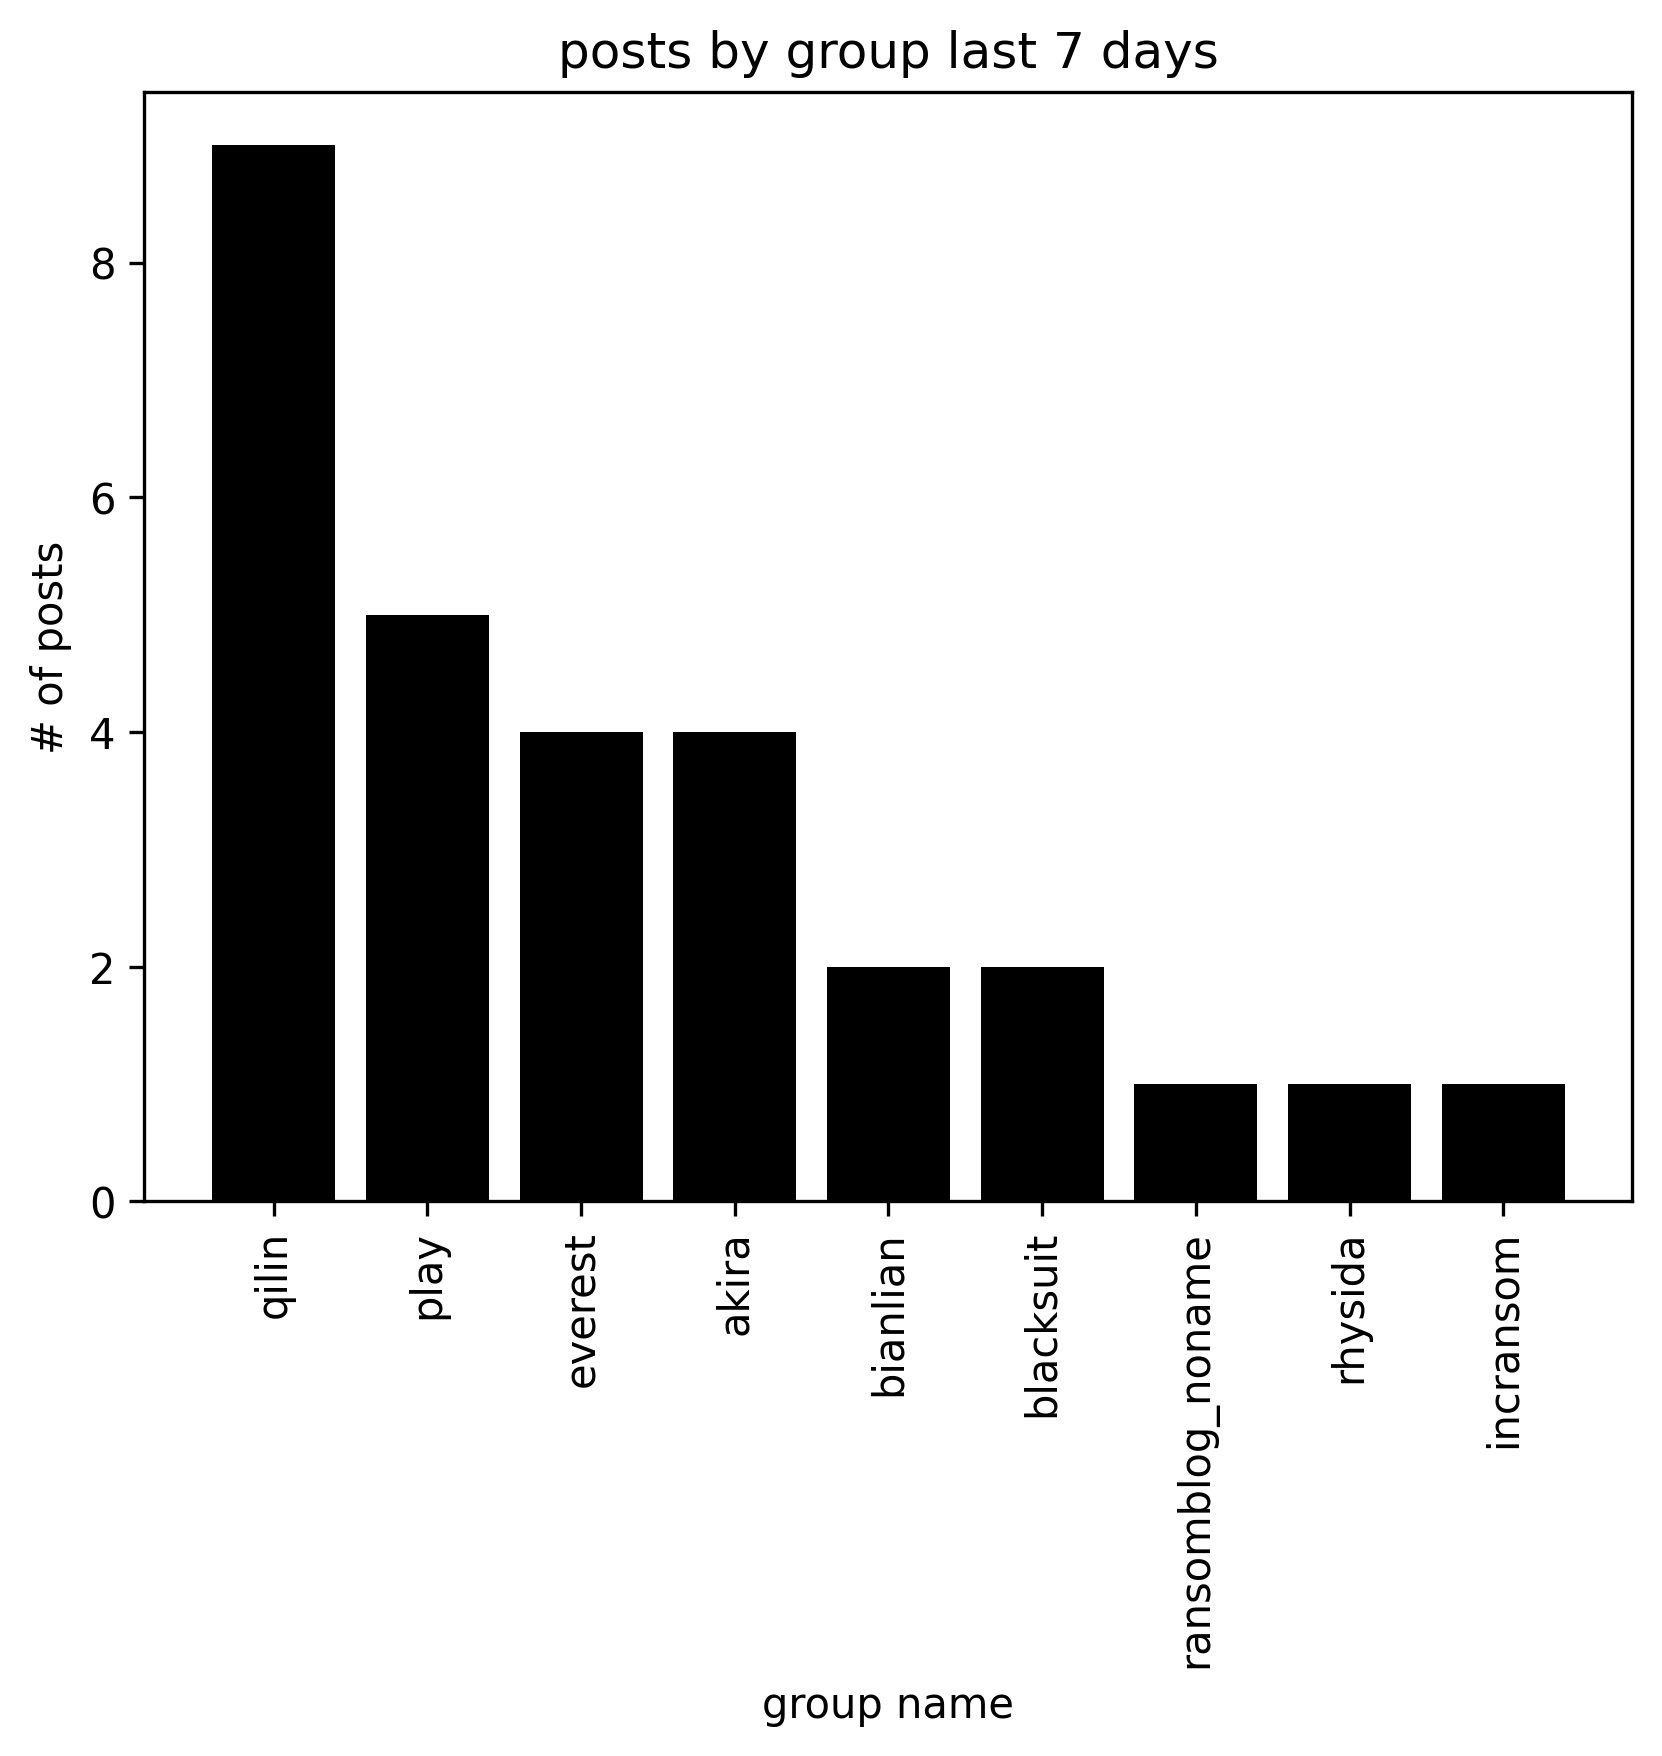 posts by group last 7 days
# of posts
8
6
4
2
0
qilin
play
everest
akira
bianlian
blacksuit
ransomblog_noname
rhysida
incransom
group name